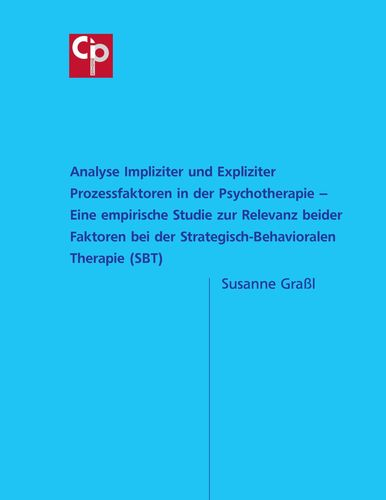 Cip
Analyse Impliziter und Expliziter
Prozessfaktoren in der Psychotherapie –
Eine empirische Studie zur Relevanz beider
Faktoren bei der Strategisch-Behavioralen
Therapie (SBT)
Susanne Graßl